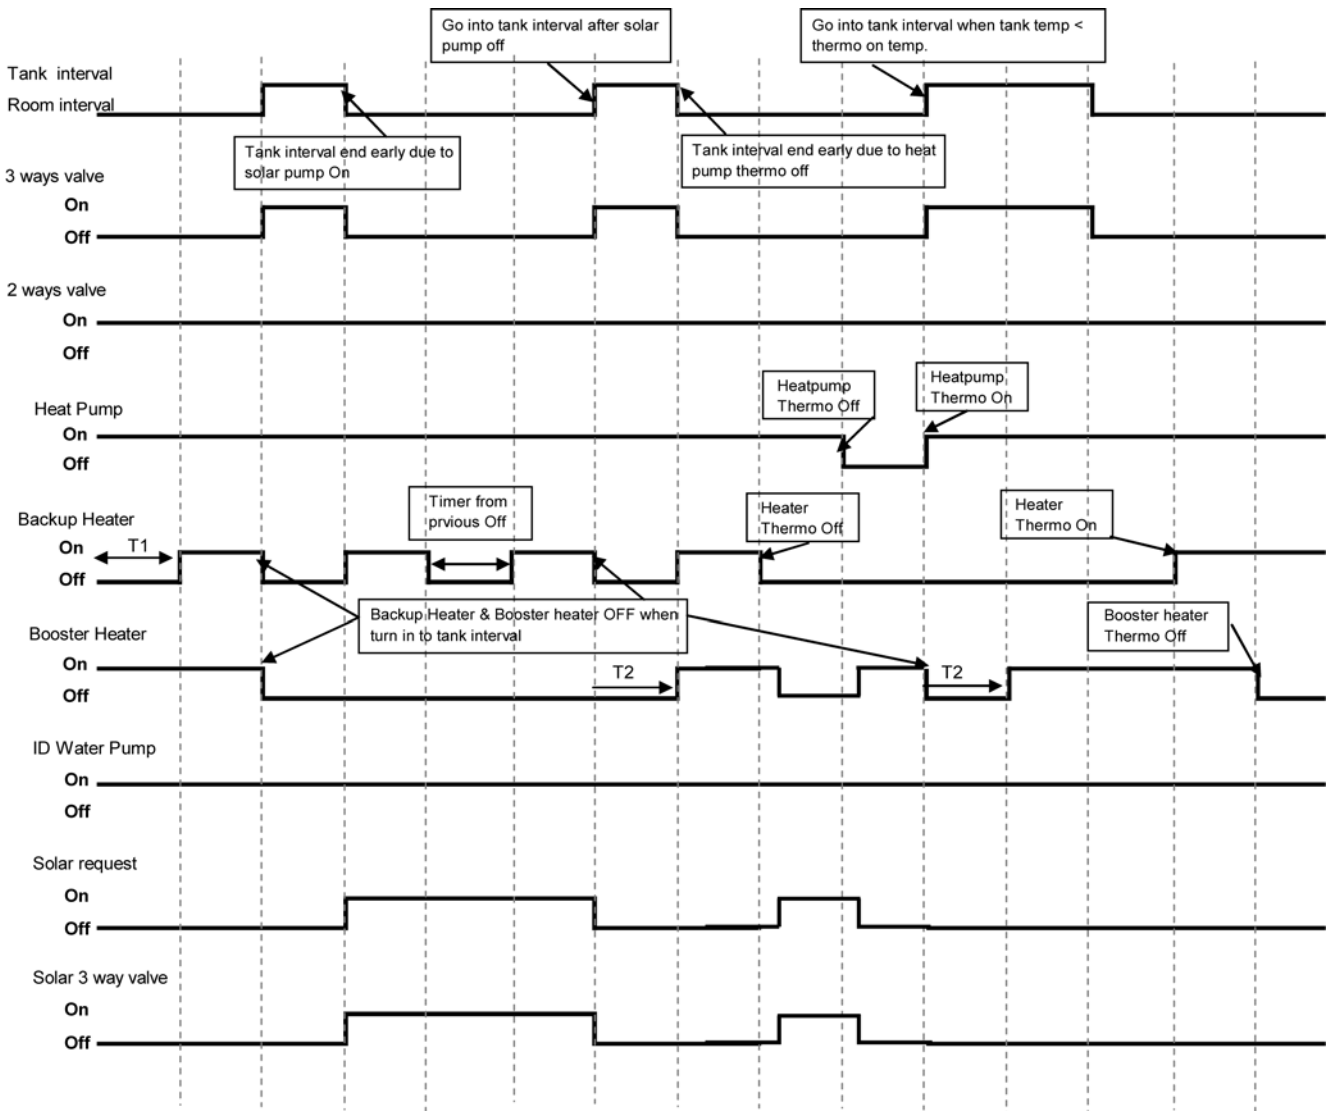 Go into tank interval after solar
pump off
Go into tank interval when tank temp <
thermo on temp.
Tank interval
Room interval
Tank interval end early due to
solar pump On
Tank interval end early due to heat
pump thermo off
3 ways valve
On
Off
2 ways valve
On
Off
Heatpump
Thermo Off
Heatpump
Thermo On
Heat Pump
On
Off
Timer from
prvious Off
Heater
Thermo Off
Heater
Thermo On
Backup Heater
On
T1
Off
Backup Heater & Booster heater OFF when
turn in to tank interval
Booster heater
Thermo Off
Booster Heater
On
T2
T2
Off
ID Water Pump
On
Off
Solar request
On
Off
Solar 3 way valve
On
Off